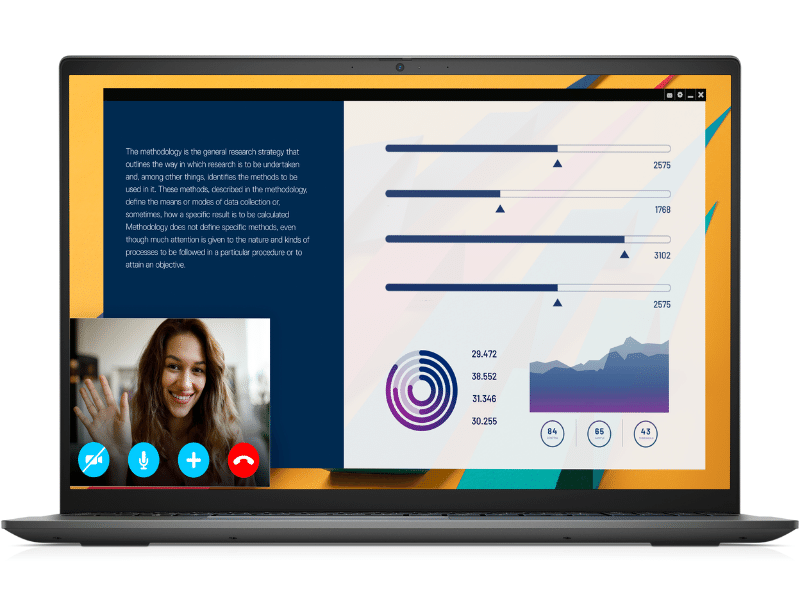 The methodology is the general research strategy that
outlines the way in which research is to be undertaken
and, among other things, identifies the methods to be
used in it. These methods, described in the methodology,
define the means or modes of data collection or,
sometimes, how a specific result is to be calculated
Methodology does not define specific methods, even
though much attention is given to the nature and kinds of
processes to be followed in a particular procedure or to
attain an objective.
2575
1768
3102
2575
29.472
38.552
31.346
30.255
84
65
43